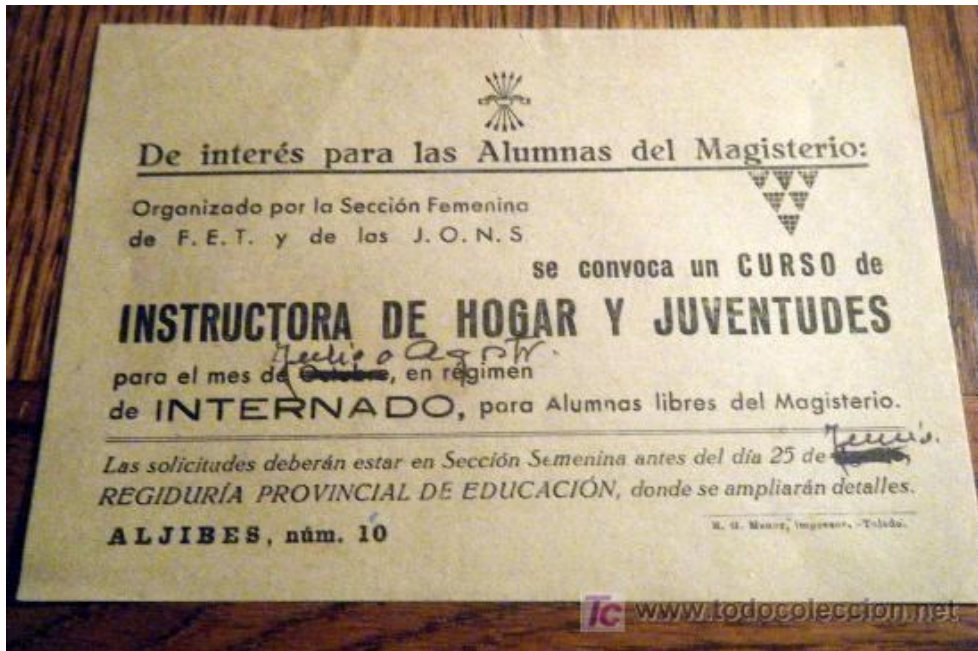 De interés para las Alumnas del Magisterio:
Organizado por la Sección Femenina
de F. E. T. y de las J. O. N. S
se convoca un CURSO de
INSTRUCTORA DE HOGAR Y JUVENTUDES
Julio o Agosto.
para el mes de Octubre, en régimen
de INTERNADO, para Alumnas libres del Magisterio.
Junio.
Las solicitudes deberán estar en Sección Semenina antes del día 25 de
REGIDURÍA PROVINCIAL DE EDUCACIÓN, donde se ampliarán detalles.
ALJIBES, núm. 10
impresor, -Toledo.
Tc www.todocoleccion.net